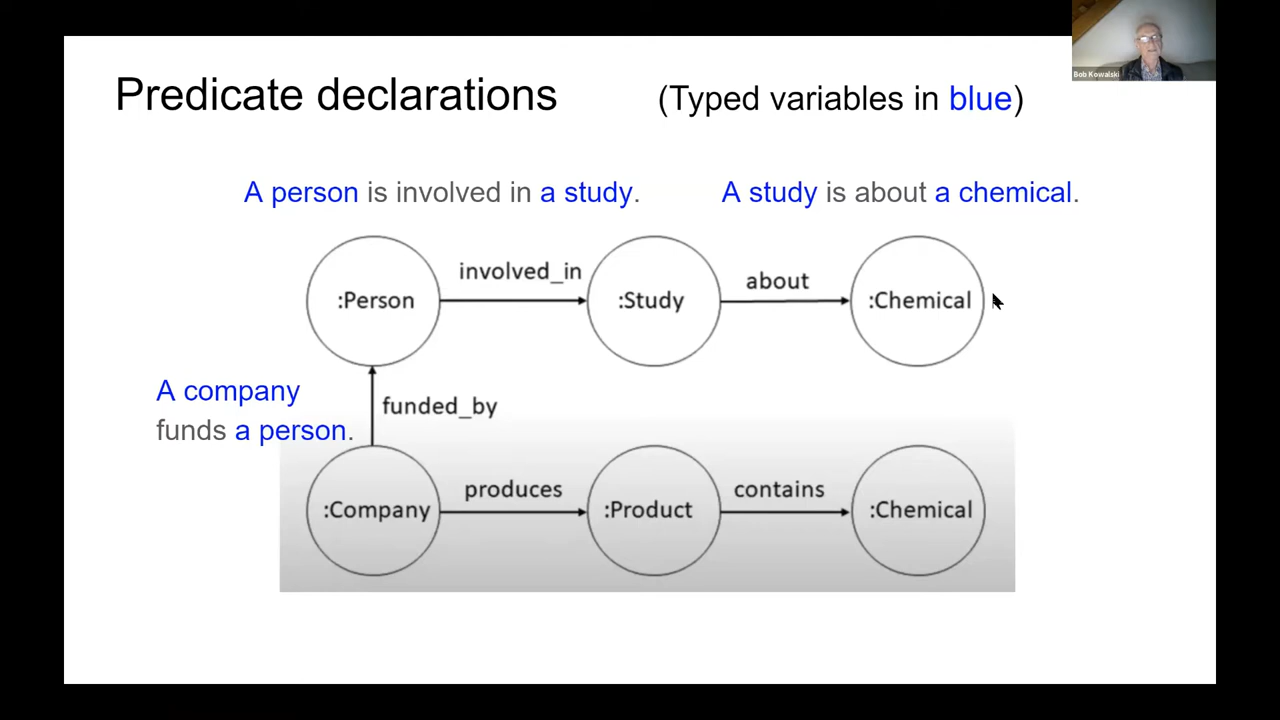 Bob Kowalski
Predicate declarations
(Typed variables in blue)
A person is involved in a study.
A study is about a chemical.
involved_in
about
:Person
:Study
:Chemical
A company
funds a person.
funded_by
produces
contains
:Company
:Product
:Chemical